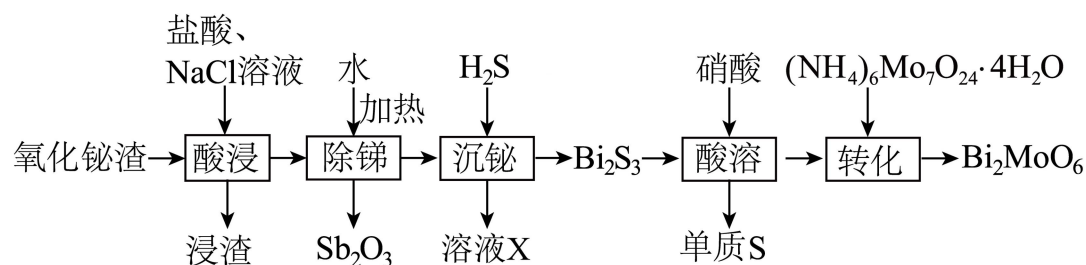 盐酸、
NaCl溶液
水
加热
H₂S
硝酸
(NH₄)₆Mo₇O₂₄·4H₂O
氧化铋渣
酸浸
除锑
沉铋
Bi₂S₃
酸溶
转化
Bi₂MoO₆
浸渣
Sb₂O₃
溶液X
单质S